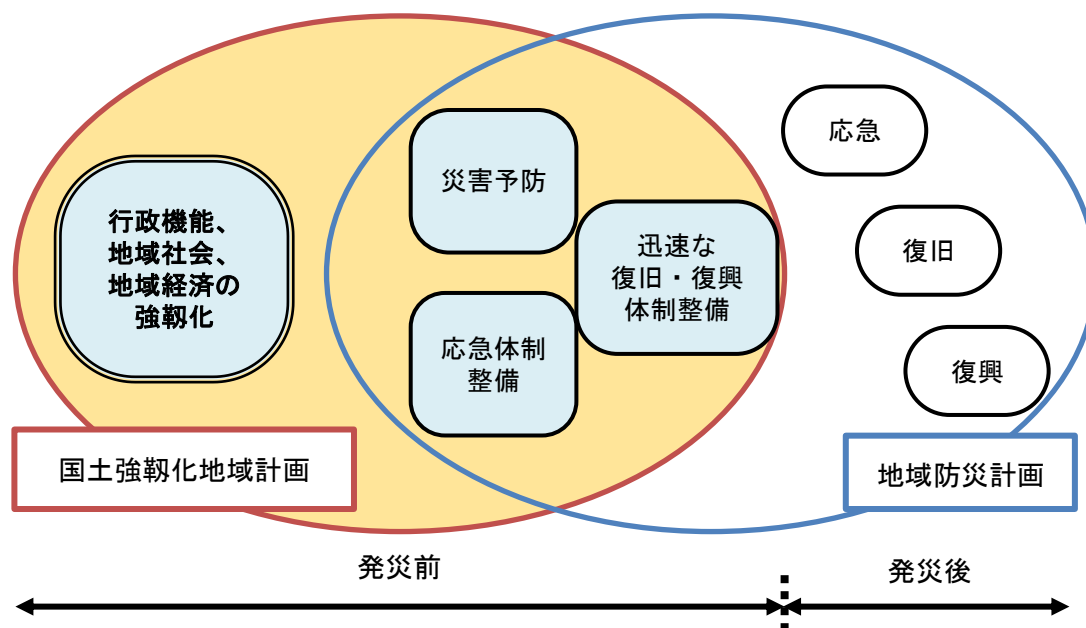 行政機能、
地域社会、
地域経済の
強靱化
災害予防
迅速な
復旧・復興
体制整備
応急体制
整備
応急
復旧
復興
国土強靱化地域計画
地域防災計画
発災前
発災後